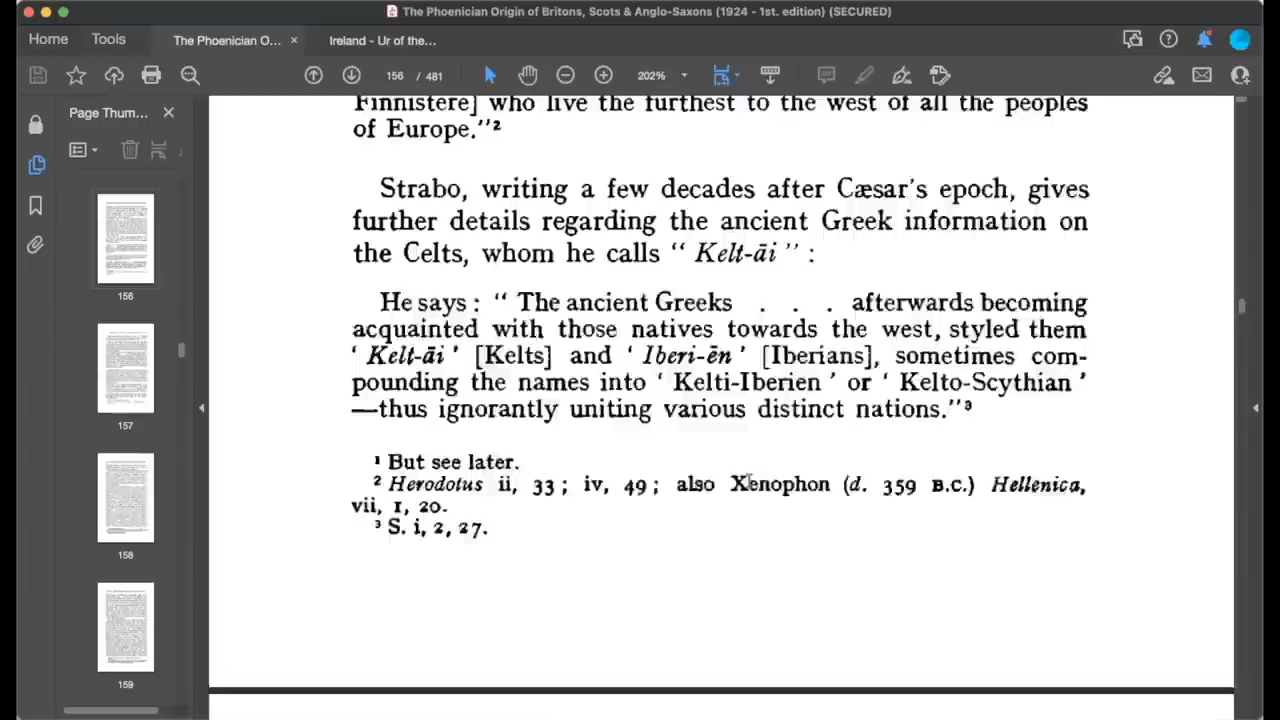 The Phoenician Origin of Britons, Scots & Anglo-Saxons (1924 - 1st. edition) (SECURED)
Home Tools The Phoenician O... × Ireland - Ur of the...
156 / 481 202%
Page Thum... ×
156
157
158
159
Finnistere] who live the furthest to the west of all the peoples
of Europe."²
Strabo, writing a few decades after Cæsar's epoch, gives
further details regarding the ancient Greek information on
the Celts, whom he calls " Kelt-āi " :
He says : " The ancient Greeks . . . afterwards becoming
acquainted with those natives towards the west, styled them
' Kelt-āi ' [Kelts] and ' Iberi-ēn ' [Iberians], sometimes com-
pounding the names into ' Kelti-Iberien ' or ' Kelto-Scythian '
—thus ignorantly uniting various distinct nations."³
¹ But see later.
² Herodotus ii, 33 ; iv, 49 ; also Xenophon (d. 359 B.C.) Hellenica,
vii, 1, 20.
³ S. i, 2, 27.